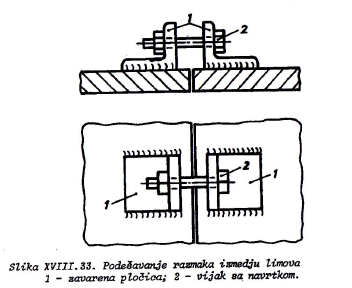 1
2
2
1
1
Slika XVIII.33. Podešavanje razmaka izmedju limova
1 - zavarena pločica; 2 - vijak sa navrtkom.